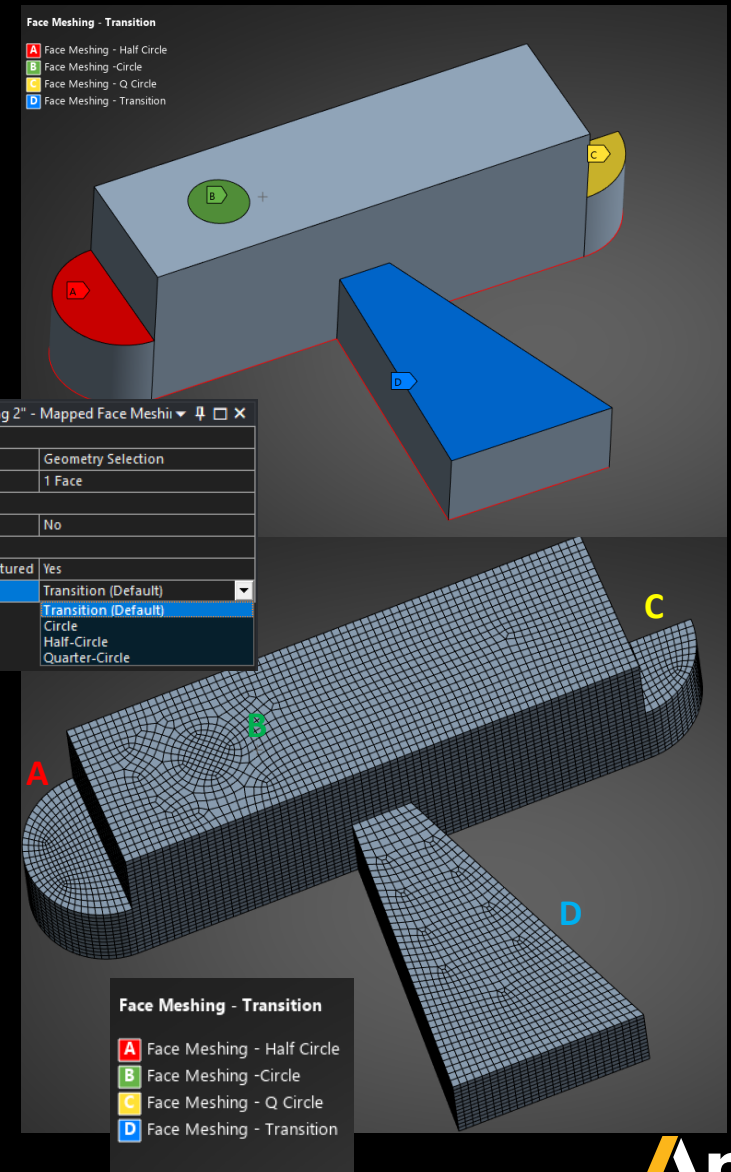 Face Meshing - Transition
A Face Meshing - Half Circle
B Face Meshing -Circle
C Face Meshing - Q Circle
D Face Meshing - Transition
B
C
A
D
g 2" - Mapped Face Meshi
Geometry Selection
1 Face
No
tured Yes
Transition (Default)
Transition (Default)
Circle
Half-Circle
Quarter-Circle
C
B
A
D
Face Meshing - Transition
A Face Meshing - Half Circle
B Face Meshing -Circle
C Face Meshing - Q Circle
D Face Meshing - Transition